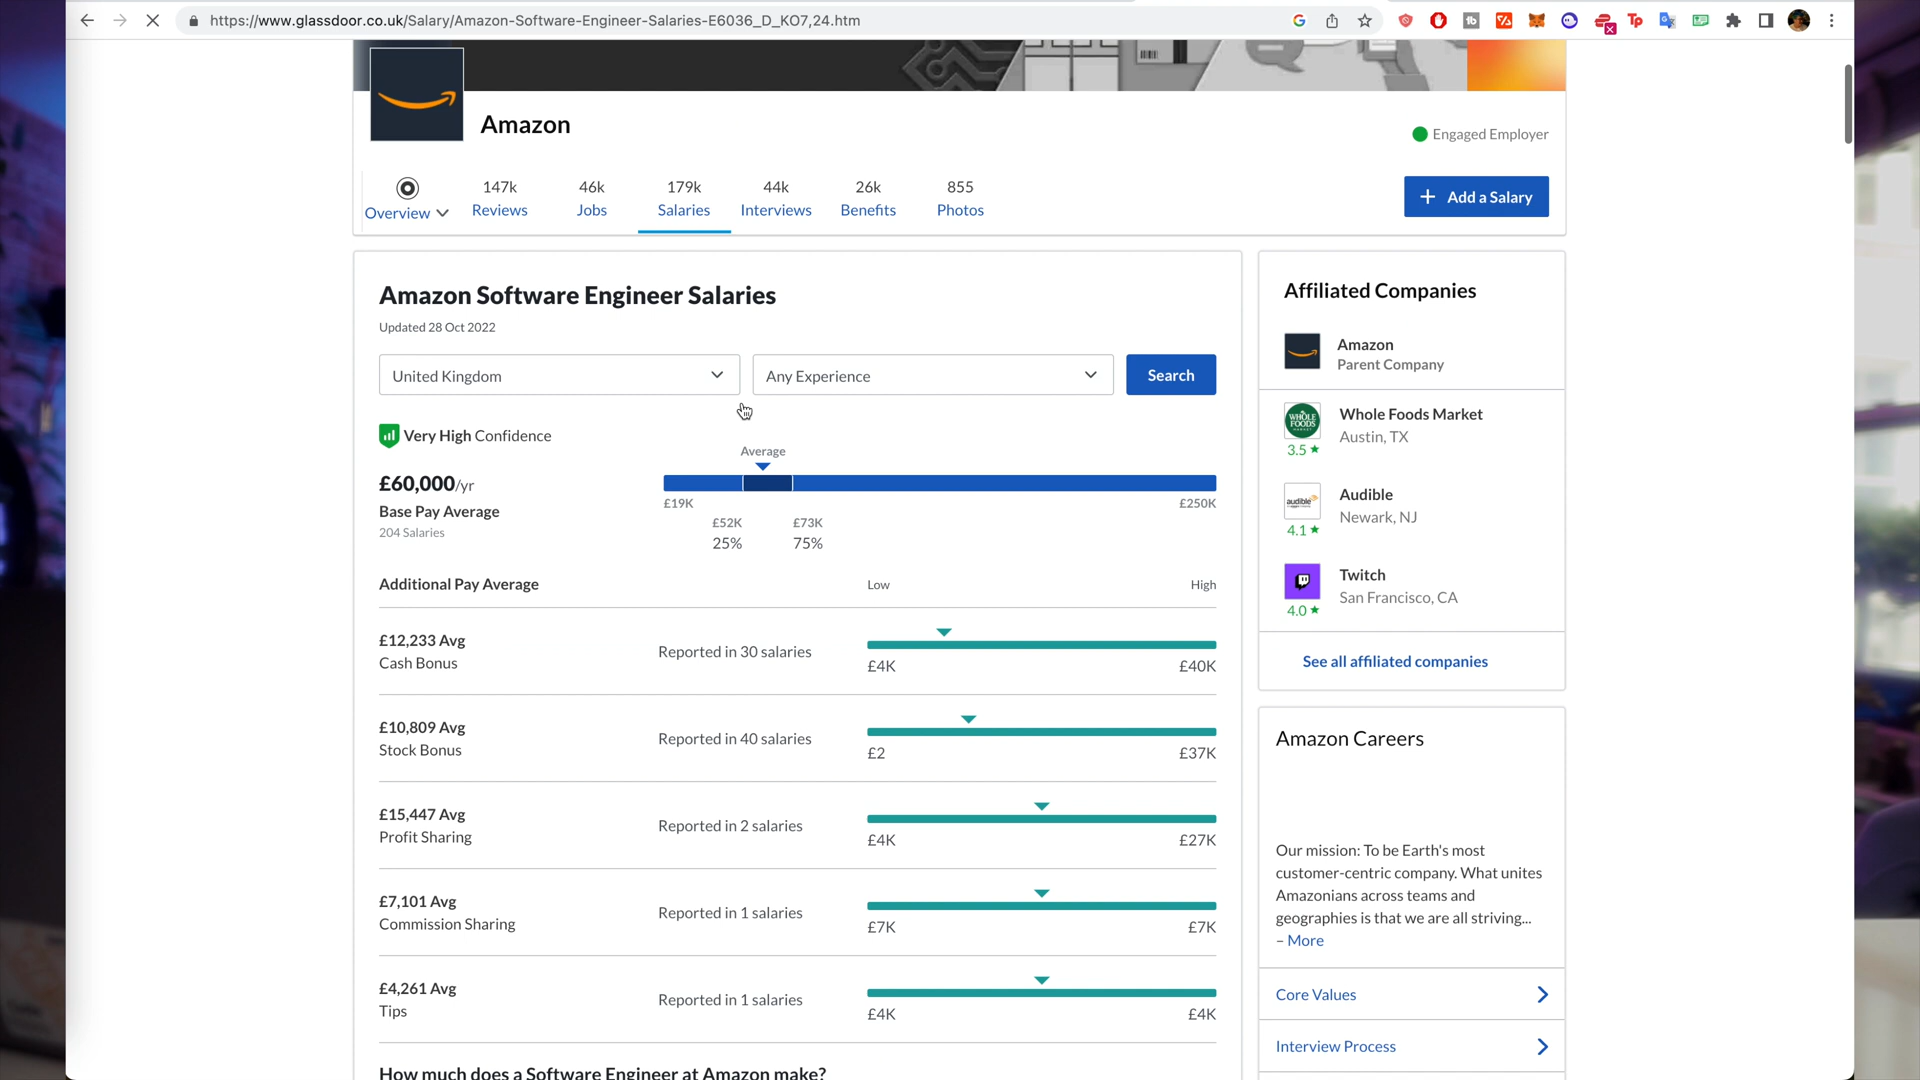 https://www.glassdoor.co.uk/Salary/Amazon-Software-Engineer-Salaries-E6036_D_KO7,24.htm
Amazon
Engaged Employer
Overview
147k
Reviews
46k
Jobs
179k
Salaries
44k
Interviews
26k
Benefits
855
Photos
+ Add a Salary
Amazon Software Engineer Salaries
Updated 28 Oct 2022
United Kingdom
Any Experience
Search
Very High Confidence
£60,000/yr
Base Pay Average
204 Salaries
Average
£19K
£250K
£52K
25%
£73K
75%
Additional Pay Average
Low
High
£12,233 Avg
Cash Bonus
Reported in 30 salaries
£4K
£40K
£10,809 Avg
Stock Bonus
Reported in 40 salaries
£2
£37K
£15,447 Avg
Profit Sharing
Reported in 2 salaries
£4K
£27K
£7,101 Avg
Commission Sharing
Reported in 1 salaries
£7K
£7K
£4,261 Avg
Tips
Reported in 1 salaries
£4K
£4K
How much does a Software Engineer at Amazon make?
Affiliated Companies
Amazon
Parent Company
WHOLE
FOODS
MARKET
3.5 ★
Whole Foods Market
Austin, TX
audible
4.1 ★
Audible
Newark, NJ
4.0 ★
Twitch
San Francisco, CA
See all affiliated companies
Amazon Careers
Our mission: To be Earth's most
customer-centric company. What unites
Amazonians across teams and
geographies is that we are all striving...
– More
Core Values
Interview Process